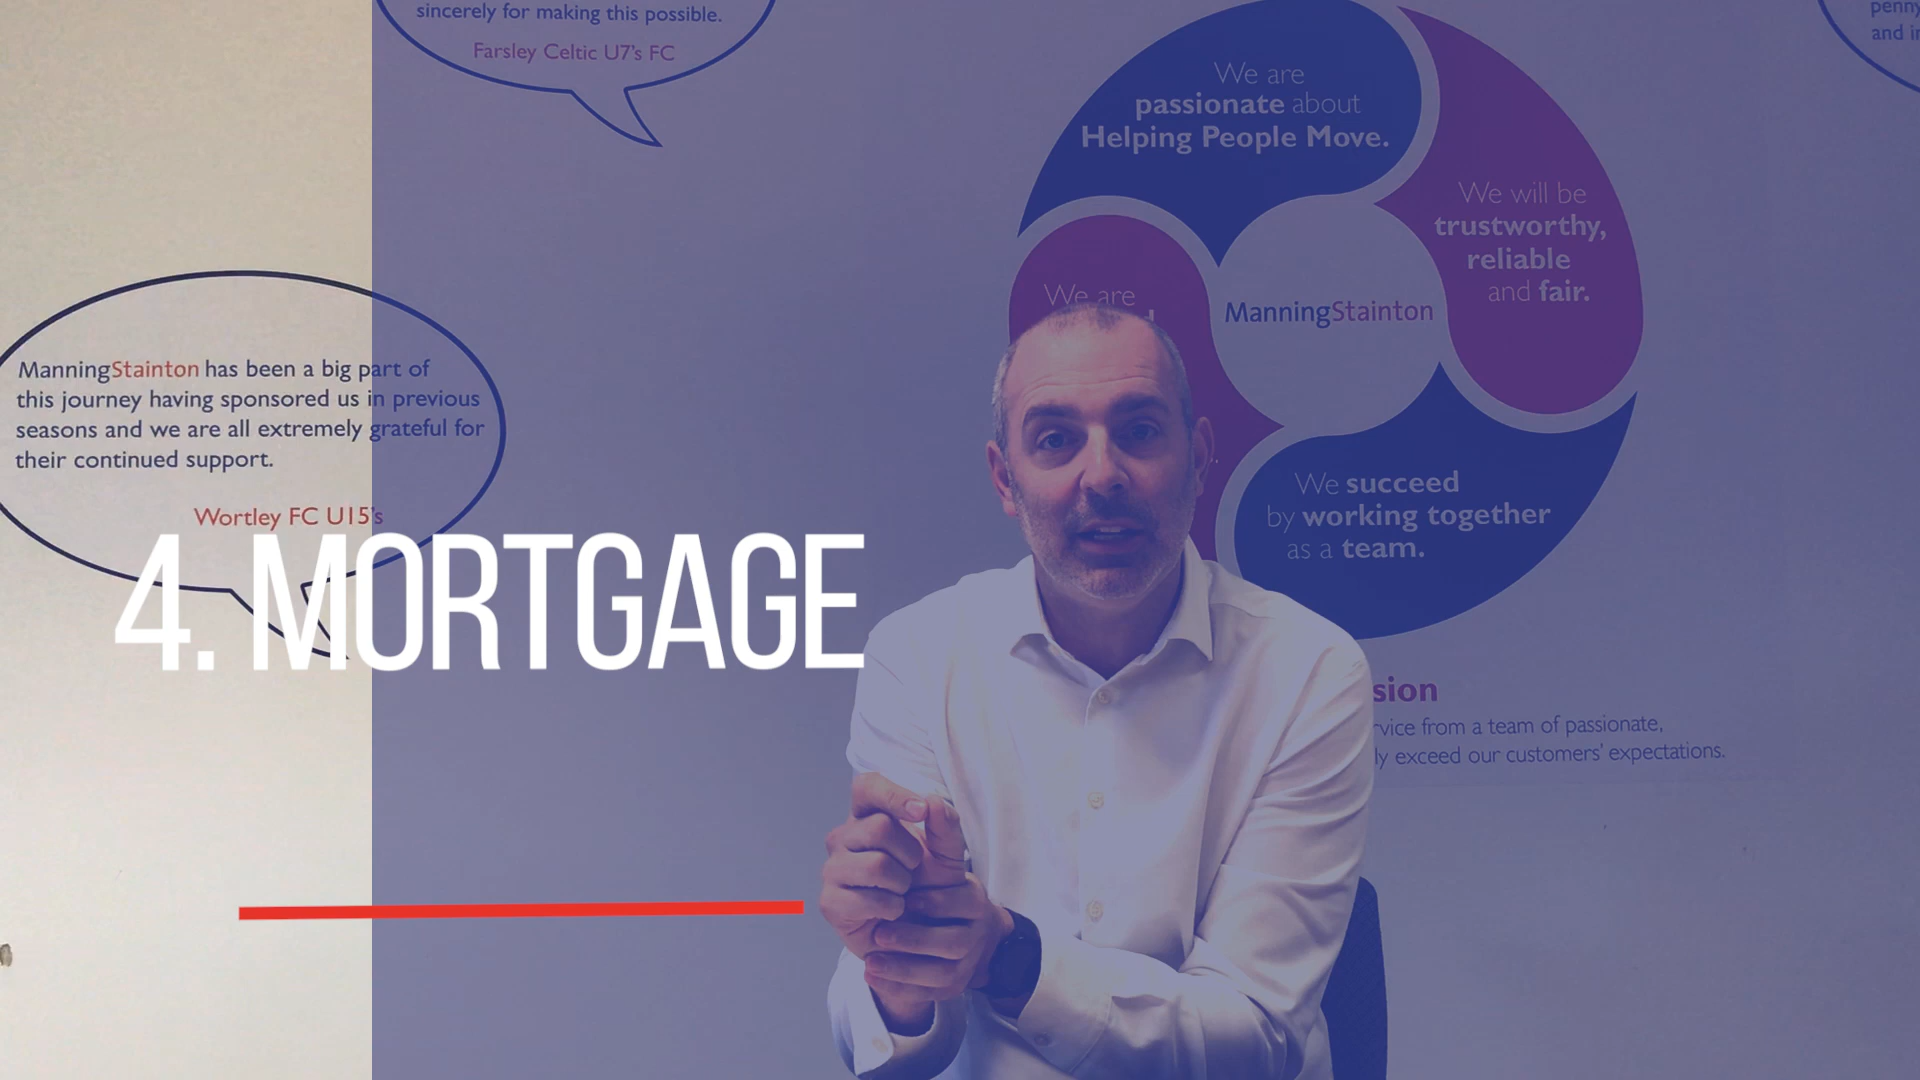 sincerely for making this possible.
Farsley Celtic U7's FC
penny
and in
We are
passionate about
Helping People Move.
We will be
trustworthy,
reliable
and fair.
We are
ManningStainton
ManningStainton has been a big part of
this journey having sponsored us in previous
seasons and we are all extremely grateful for
their continued support.
Wortley FC U15's
We succeed
by working together
as a team.
4. MORTGAGE
sion
vice from a team of passionate,
ly exceed our customers' expectations.